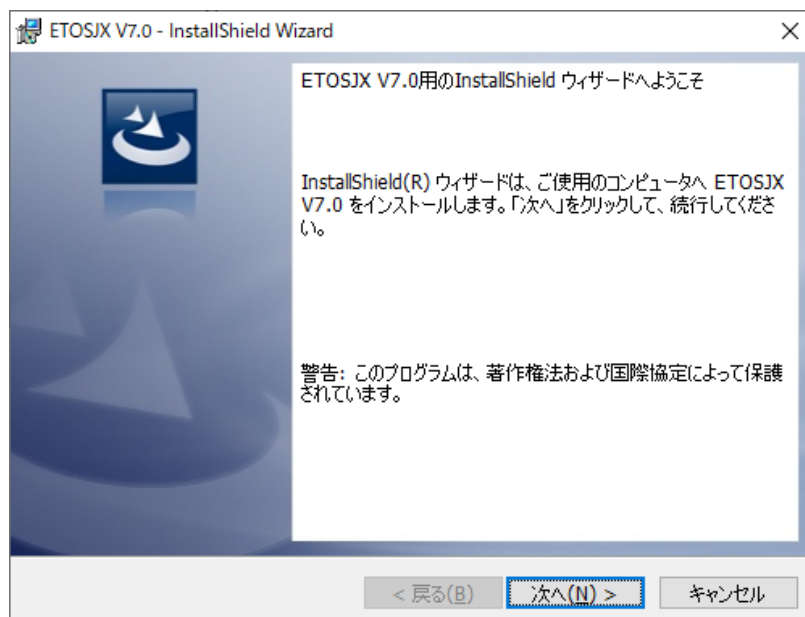 ETOSJX V7.0 - InstallShield Wizard
ETOSJX V7.0用のInstallShield ウィザードへようこそ
InstallShield(R) ウィザードは、ご使用のコンピュータへ ETOSJX
V7.0 をインストールします。「次へ」をクリックして、続行してくださ
い。
警告: このプログラムは、著作権法および国際協定によって保護
されています。
< 戻る(B)
次へ(N) >
キャンセル